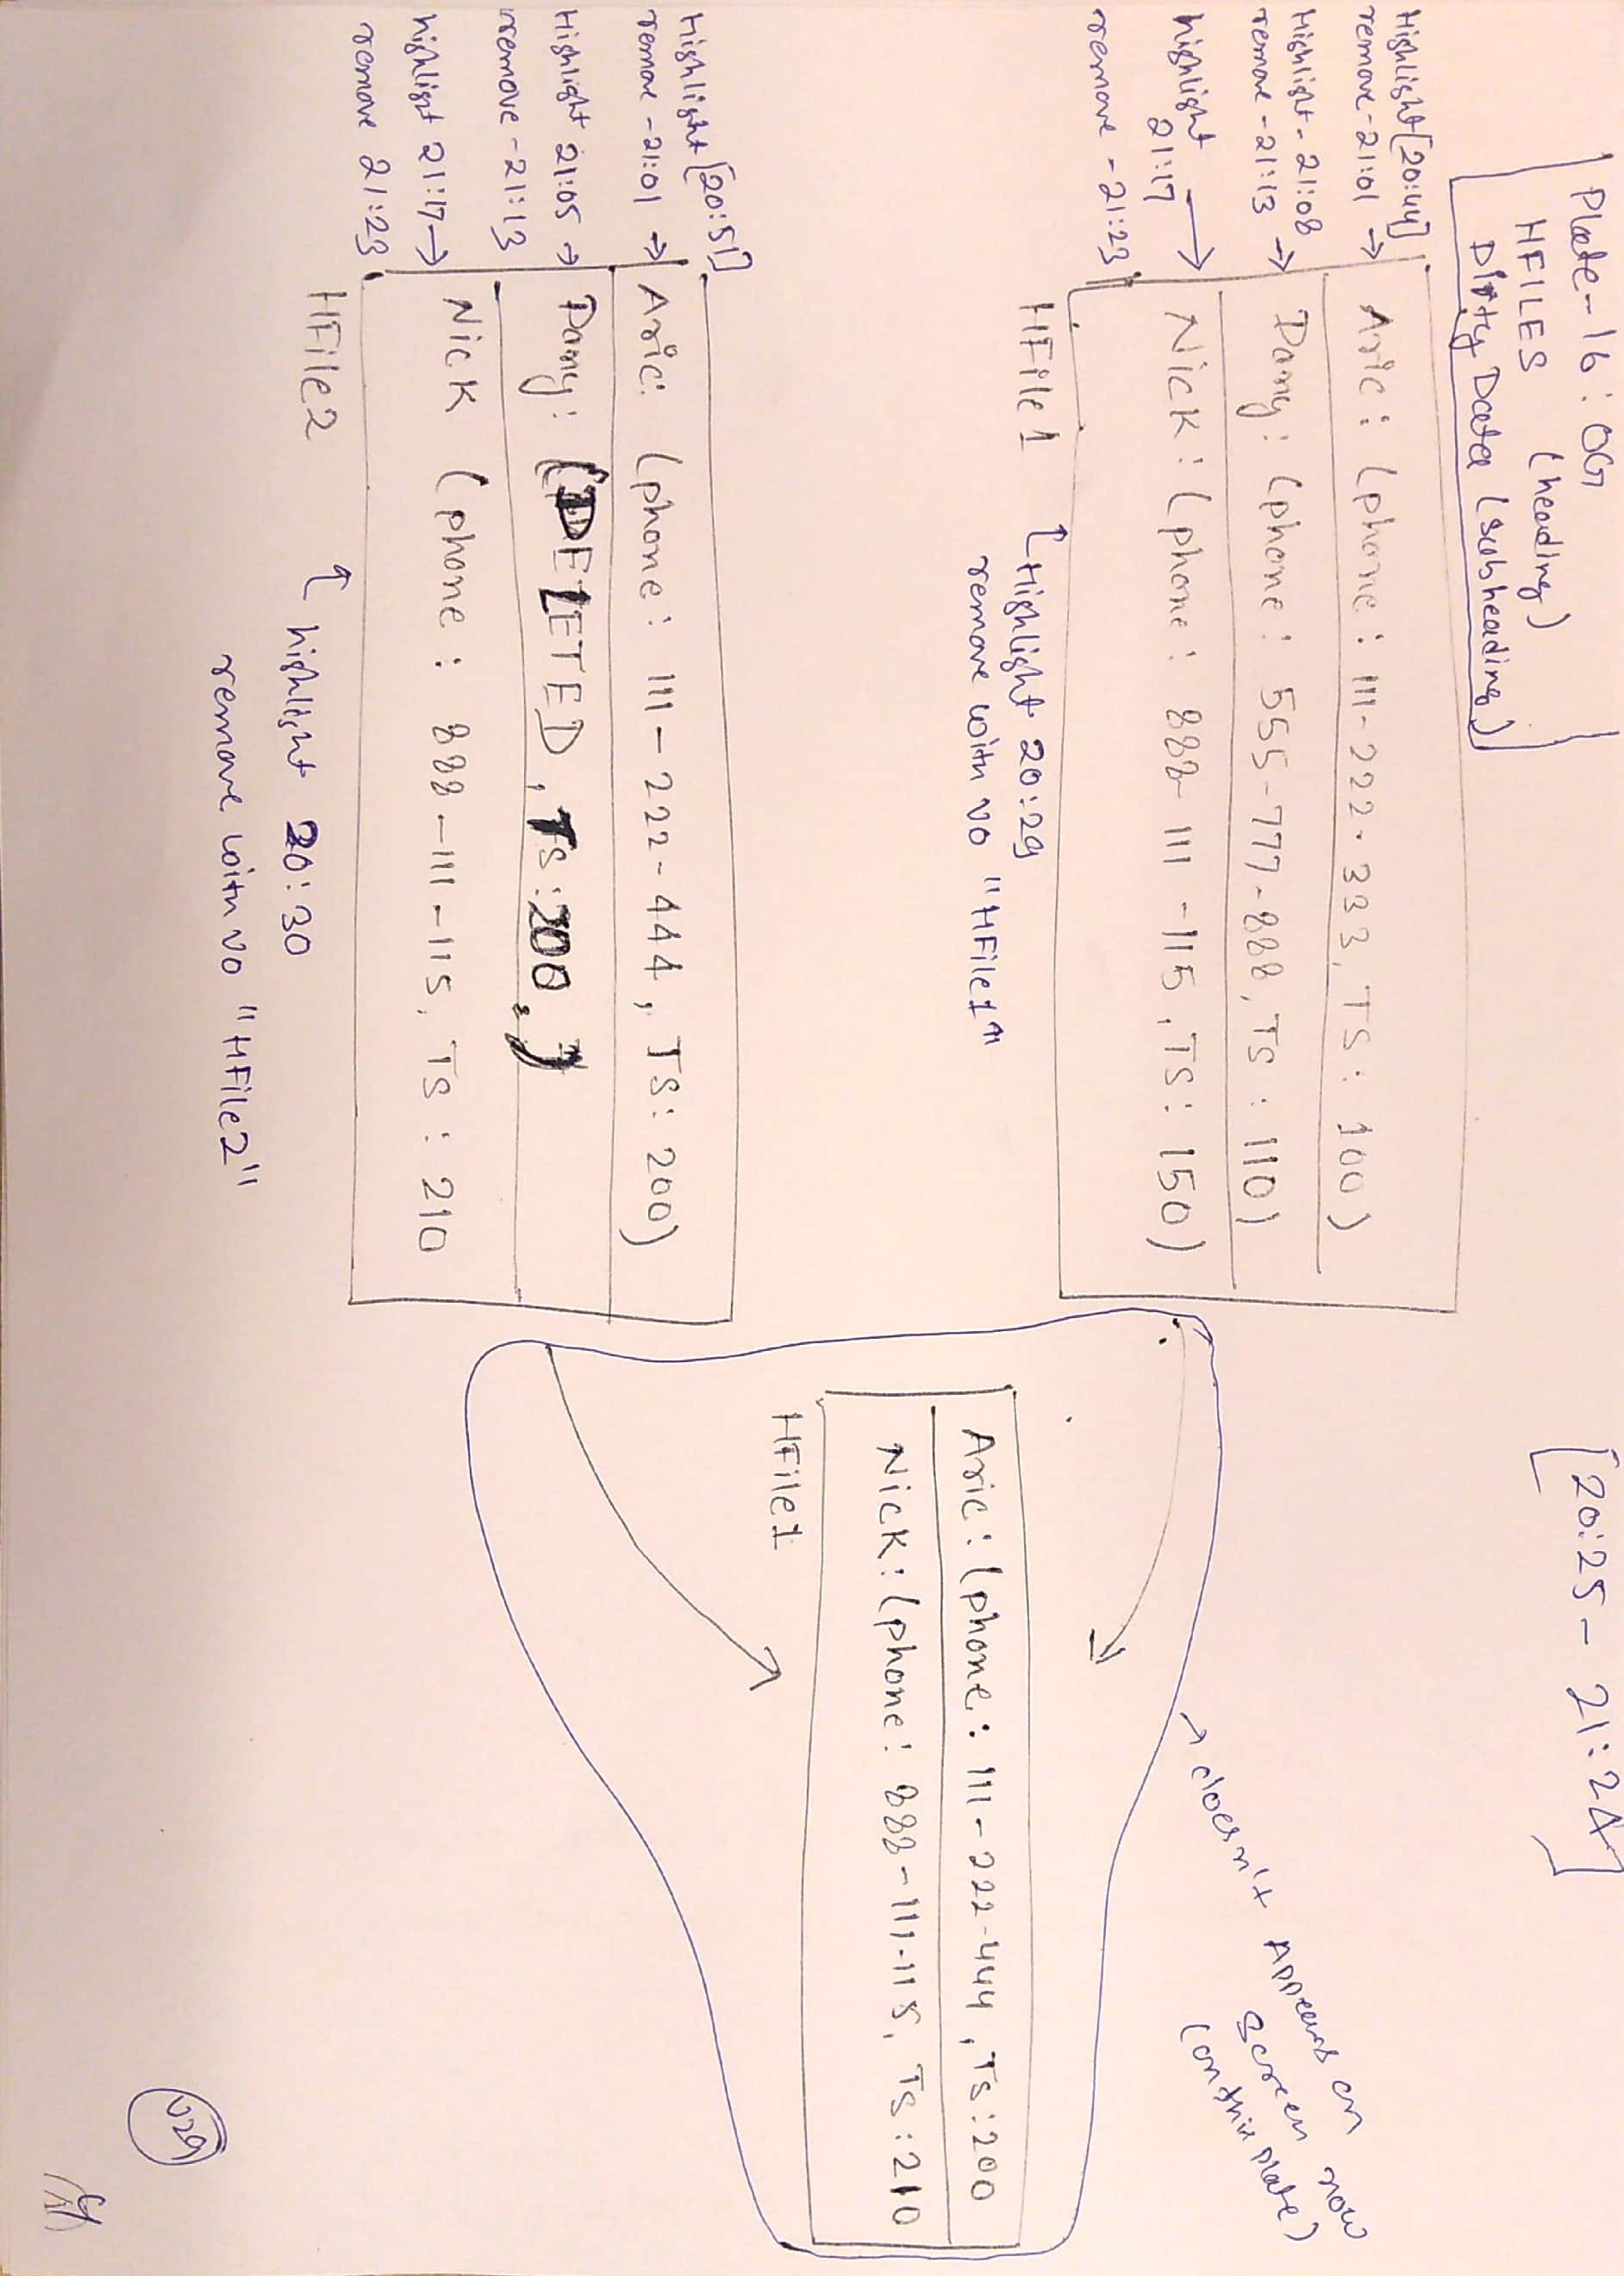 Plate-16: OG
HFILES (heading)
Dirty Data (subheading)
[20:25 - 21:24]
Highlight [20:44]
remove - 21:01 →
Aric: (phone: 111-222-333, TS: 100)
Highlight - 21:08
remove - 21:13 →
Dany: (phone: 555-777-888, TS: 110)
highlight →
21:17
remove - 21:23
Nick: (phone: 888-111-115, TS: 150)
HFile 1
Highlight 20:29
remove with vo "HFile1"
→ doesn't Appears on
Screen now
(on this plate)
Aric: (phone: 111-222-444, TS:200
Nick: (phone: 888-111-115, TS:210
HFile1
Highlight [20:51]
remove - 21:01 →
Aric: (phone: 111-222-444, TS: 200)
Highlight 21:05 →
remove - 21:13
Dany: (DELETED, TS:200,)
highlight 21:17 →
remove 21:23
Nick (phone: 888-111-115, TS: 210
HFile2
highlight 20:30
remove with vo "HFile2"
V29